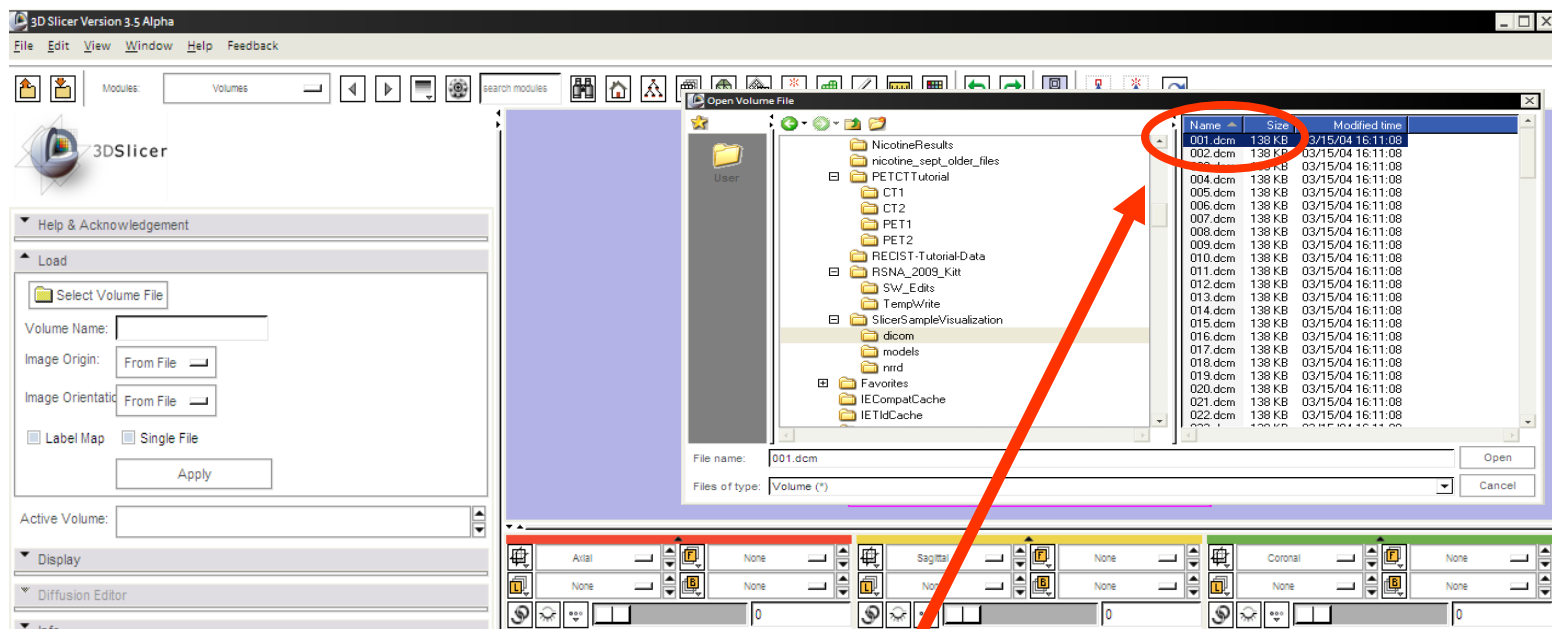 3D Slicer Version 3.5 Alpha
File Edit View Window Help Feedback
Modules: Volumes search modules
3DSlicer
Help & Acknowledgement
Load
Select Volume File
Volume Name:
Image Origin: From File
Image Orientatic From File
Label Map Single File
Apply
Active Volume:
Display
Diffusion Editor
Open Volume File
User
NicotineResults
nicotine_sept_older_files
PETCTTutorial
CT1
CT2
PET1
PET2
RECIST-Tutorial-Data
RSNA_2009_Kitt
SW_Edits
TempWrite
SlicerSampleVisualization
dicom
models
nrrd
Favorites
IECompatCache
IETldCache
Name Size Modified time
001.dcm 138 KB 03/15/04 16:11:08
002.dcm 138 KB 03/15/04 16:11:08
003.dcm 138 KB 03/15/04 16:11:08
004.dcm 138 KB 03/15/04 16:11:08
005.dcm 138 KB 03/15/04 16:11:08
006.dcm 138 KB 03/15/04 16:11:08
007.dcm 138 KB 03/15/04 16:11:08
008.dcm 138 KB 03/15/04 16:11:08
009.dcm 138 KB 03/15/04 16:11:08
010.dcm 138 KB 03/15/04 16:11:08
011.dcm 138 KB 03/15/04 16:11:08
012.dcm 138 KB 03/15/04 16:11:08
013.dcm 138 KB 03/15/04 16:11:08
014.dcm 138 KB 03/15/04 16:11:08
015.dcm 138 KB 03/15/04 16:11:08
016.dcm 138 KB 03/15/04 16:11:08
017.dcm 138 KB 03/15/04 16:11:08
018.dcm 138 KB 03/15/04 16:11:08
019.dcm 138 KB 03/15/04 16:11:08
020.dcm 138 KB 03/15/04 16:11:08
021.dcm 138 KB 03/15/04 16:11:08
022.dcm 138 KB 03/15/04 16:11:08
File name: 001.dcm Open
Files of type: Volume (*) Cancel
Axial F None Sagittal F None Coronal F None
L None B None L None B None L None B None
0 0 0